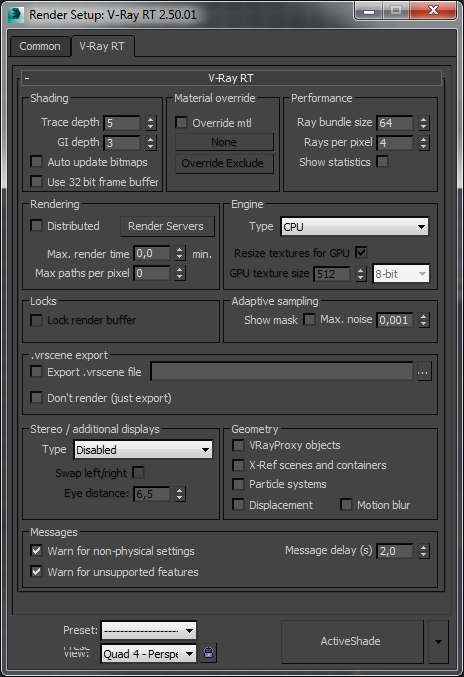 Render Setup: V-Ray RT 2.50.01
Common V-Ray RT
- V-Ray RT
Shading Material override Performance
Trace depth 5 Override mtl Ray bundle size 64
GI depth 3 None Rays per pixel 4
Auto update bitmaps Override Exclude Show statistics
Use 32 bit frame buffer
Rendering Engine
Distributed Render Servers Type CPU
Max. render time 0,0 min. Resize textures for GPU
Max paths per pixel 0 GPU texture size 512 8-bit
Locks Adaptive sampling
Lock render buffer Show mask Max. noise 0,001
.vrscene export
Export .vrscene file ...
Don't render (just export)
Stereo / additional displays Geometry
Type Disabled VRayProxy objects
Swap left/right X-Ref scenes and containers
Eye distance: 6,5 Particle systems
Displacement Motion blur
Messages
Warn for non-physical settings Message delay (s) 2,0
Warn for unsupported features
Preset: -------------------- ActiveShade
View: Quad 4 - Perspe